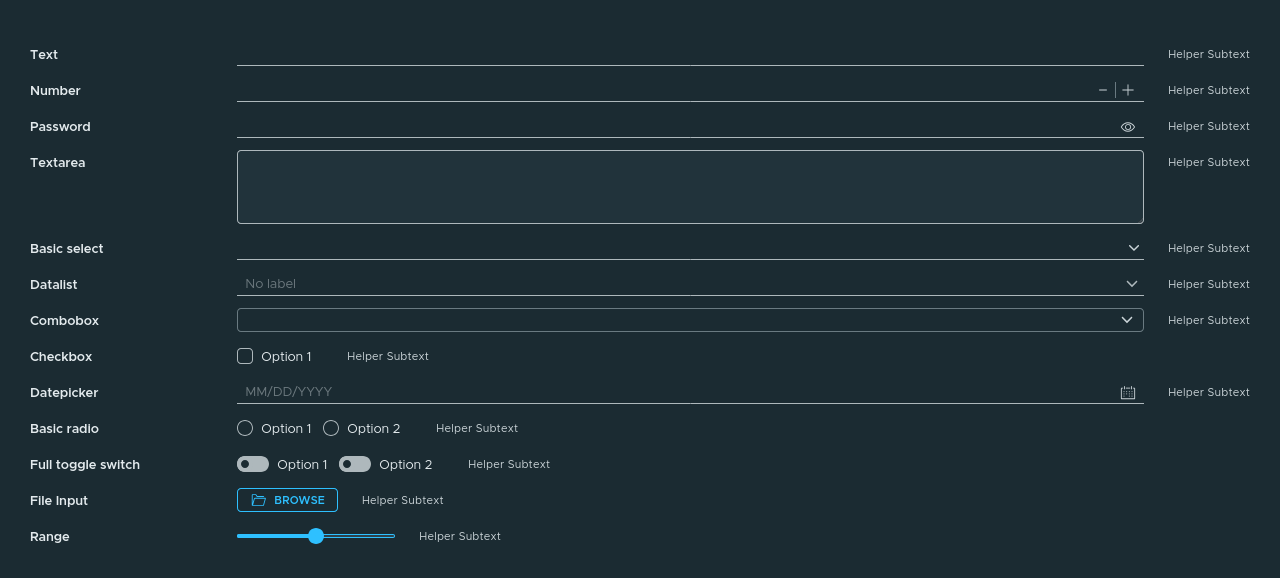 Text Helper Subtext
Number Helper Subtext
Password Helper Subtext
Textarea Helper Subtext
Basic select Helper Subtext
Datalist No label Helper Subtext
Combobox Helper Subtext
Checkbox Option 1 Helper Subtext
Datepicker MM/DD/YYYY Helper Subtext
Basic radio Option 1 Option 2 Helper Subtext
Full toggle switch Option 1 Option 2 Helper Subtext
File Input BROWSE Helper Subtext
Range Helper Subtext